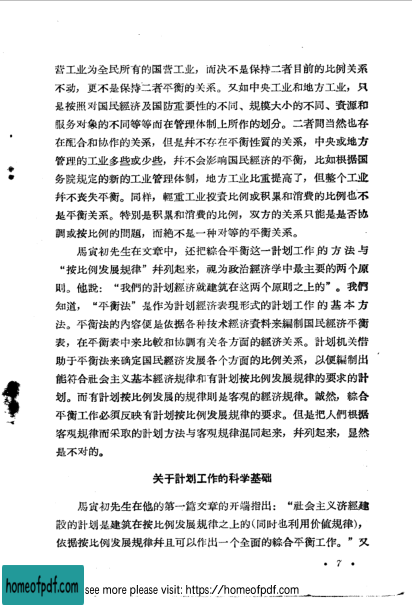 营工业为全民所有的国营工业，而决不是保持二者目前的比例关系
不动，更不是保持二者平衡的关系。又如中央工业和地方工业，只
是按照对国民經济及国防重要性的不同、規模大小的不同、資源和
服务对象的不同等等而在管理体制上所作的划分。二者間当然也存
在配合和协作的关系，但是幷不存在平衡性質的关系，中央或地方
管理的工业多些或少些，幷不会影响国民經济的平衡，比如根据国
务院規定的新的工业管理体制，地方工业比重提高了，但整个工业
幷不丧失平衡。同样，輕重工业投資比例或积累和消費的比例也不
是平衡关系。特别是积累和消費的比例，双方的关系只能是是否协
調或按比例的問題，而絶不是一种对等的平衡关系。
馬寅初先生在文章中，还把綜合平衡这一計划工作的方法与
“按比例发展規律”幷列起来，視为政治經济学中最主要的两个原
則。他說：“我們的計划經济就建筑在这两个原則之上的”。我們
知道，“平衡法”是作为計划經济表現形式的計划工作的基本方
法。平衡法的內容便是依据各种技术經济資料来編制国民經济平衡
表，在平衡表中来比較和协調有关各方面的經济关系。計划机关借
助于平衡法来确定国民經济发展各个方面的比例关系，以便編制出
能符合社会主义基本經济規律和有計划按比例发展規律的要求的計
划。而有計划按比例发展的規律則是客观的經济規律。誠然，綜合
平衡工作必須反映有計划按比例发展規律的要求。但是把人們根据
客观規律而采取的計划方法与客观規律混同起来，幷列起来，显然
是不对的。
关于計划工作的科学基础
馬寅初先生在他的第一篇文章的开端指出：“社会主义济經建
設的計划是建筑在按比例发展規律之上的(同时也利用价値規律)，
依据按比例发展規律幷且可以作出一个全面的綜合平衡工作。”又
• 7 •
homeofpdf.com
see more please visit: https://homeofpdf.com